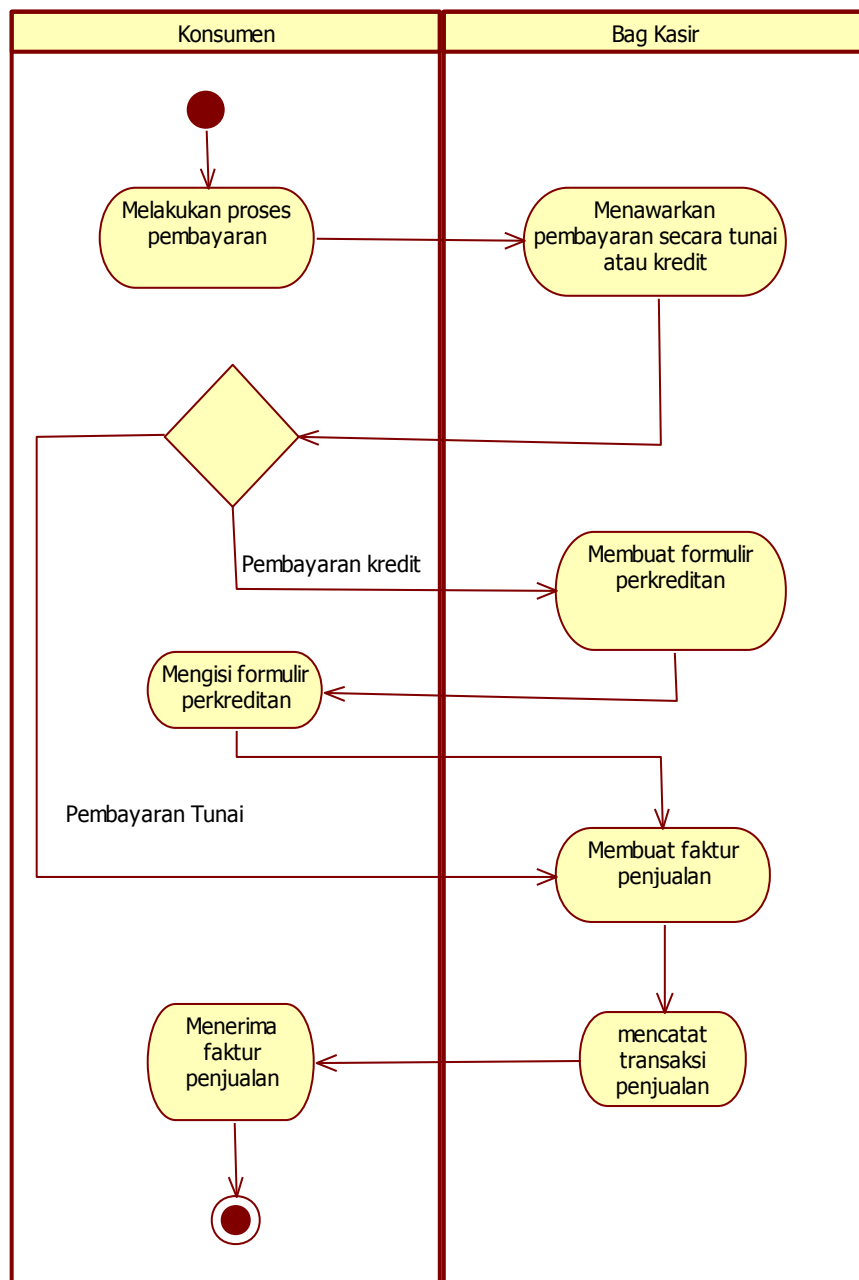 Konsumen
Bag Kasir
Melakukan proses
pembayaran
Menawarkan
pembayaran secara tunai
atau kredit
Pembayaran kredit
Membuat formulir
perkreditan
Mengisi formulir
perkreditan
Pembayaran Tunai
Membuat faktur
penjualan
mencatat
transaksi
penjualan
Menerima
faktur
penjualan